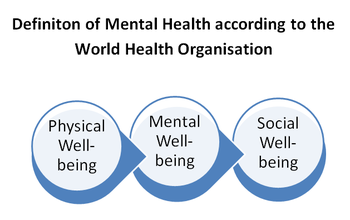 Definiton of Mental Health according to the
World Health Organisation
Physical
Well-
being
Mental
Well-
being
Social
Well-
being